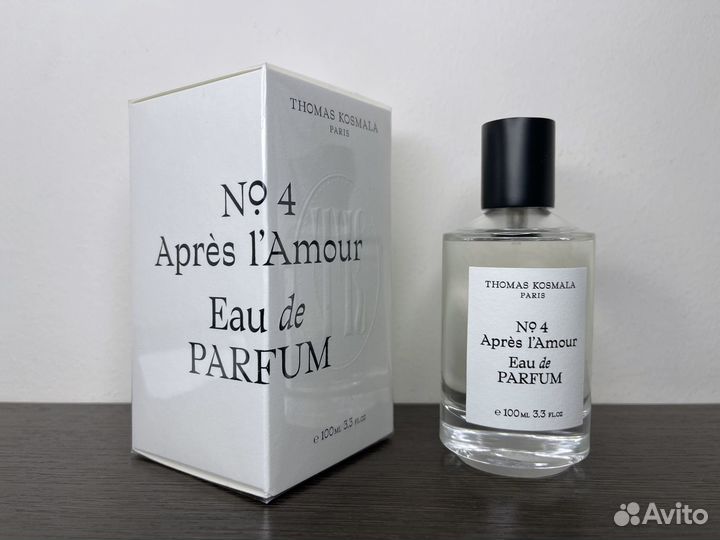 THOMAS KOSMALA
PARIS
Nº 4
Après l'Amour
Eau de
PARFUM
e 100ML 3.3 FL.OZ
THOMAS KOSMALA
PARIS
Nº 4
Après l'Amour
Eau de
PARFUM
e 100ML 3.3 FL.OZ
Avito